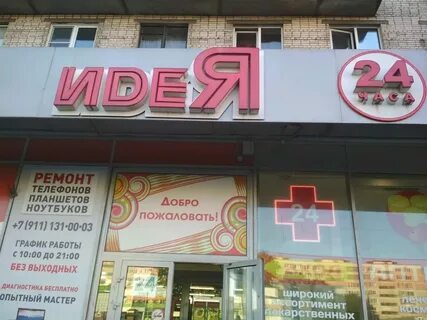 ИDEЯ
24
ЧАСА
РЕМОНТ
ТЕЛЕФОНОВ
ПЛАНШЕТОВ
НОУТБУКОВ
+7 (911) 131-00-03
ГРАФИК РАБОТЫ
с 10:00 до 21:00
БЕЗ ВЫХОДНЫХ
ДИАГНОСТИКА БЕСПЛАТНО
ОПЫТНЫЙ МАСТЕР
Добро
пожаловать!
24
широкий
ассортимент
лекарственных